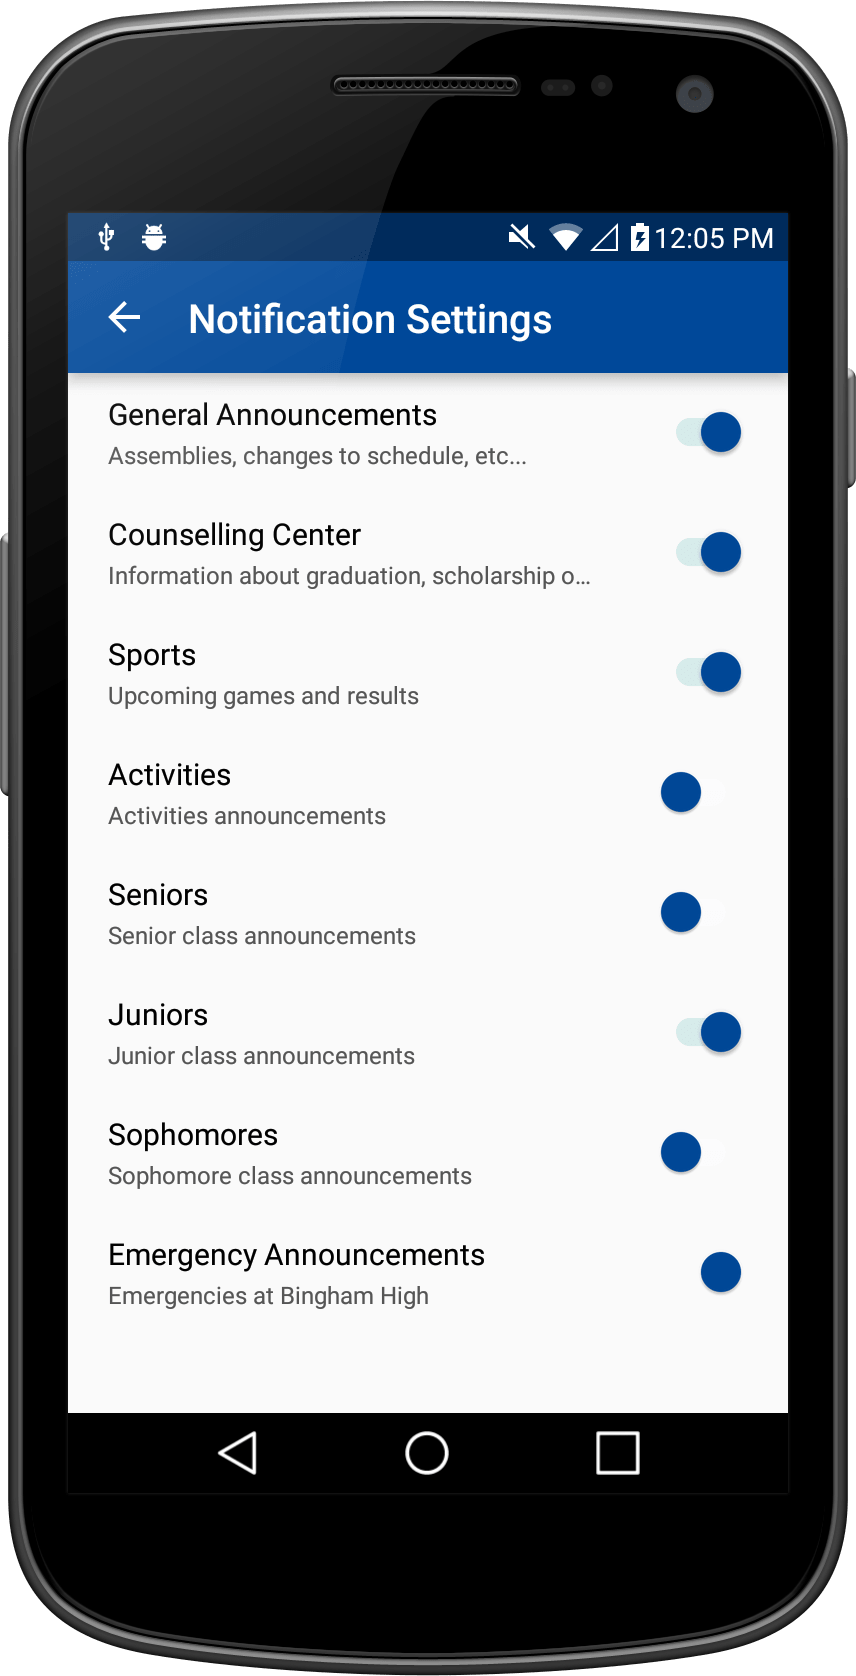 12:05 PM
Notification Settings
General Announcements
Assemblies, changes to schedule, etc...
Counselling Center
Information about graduation, scholarship o...
Sports
Upcoming games and results
Activities
Activities announcements
Seniors
Senior class announcements
Juniors
Junior class announcements
Sophomores
Sophomore class announcements
Emergency Announcements
Emergencies at Bingham High